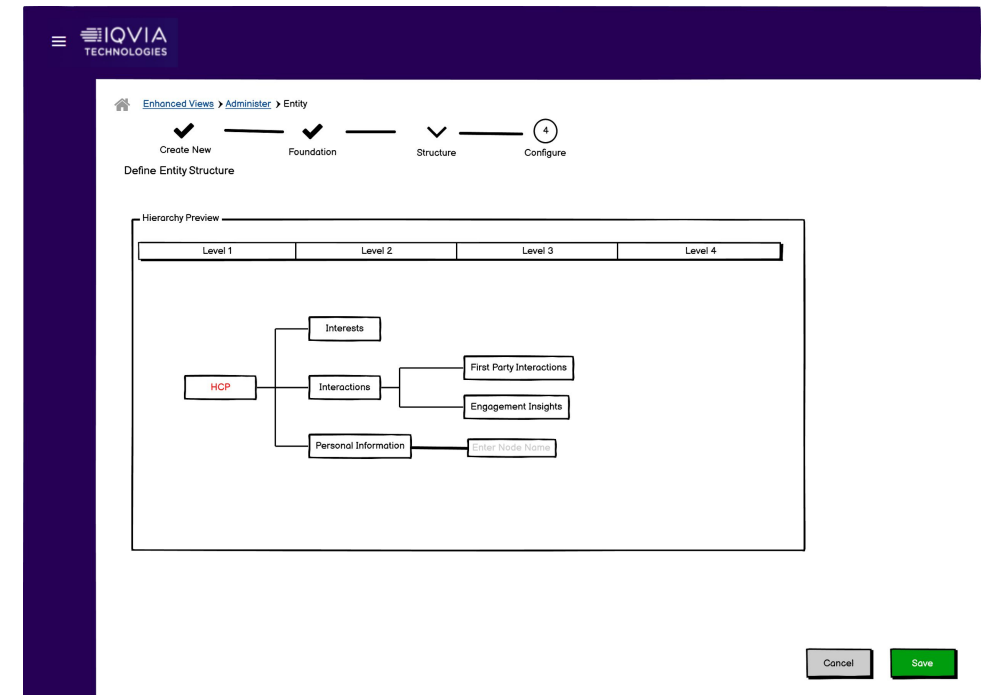 IQVIA
TECHNOLOGIES
Enhanced Views > Administer > Entity
4
Create New Foundation Structure Configure
Define Entity Structure
Hierarchy Preview
Level 1 Level 2 Level 3 Level 4
Interests
First Party Interactions
HCP Interactions
Engagement Insights
Personal Information Enter Node Name
Cancel Save